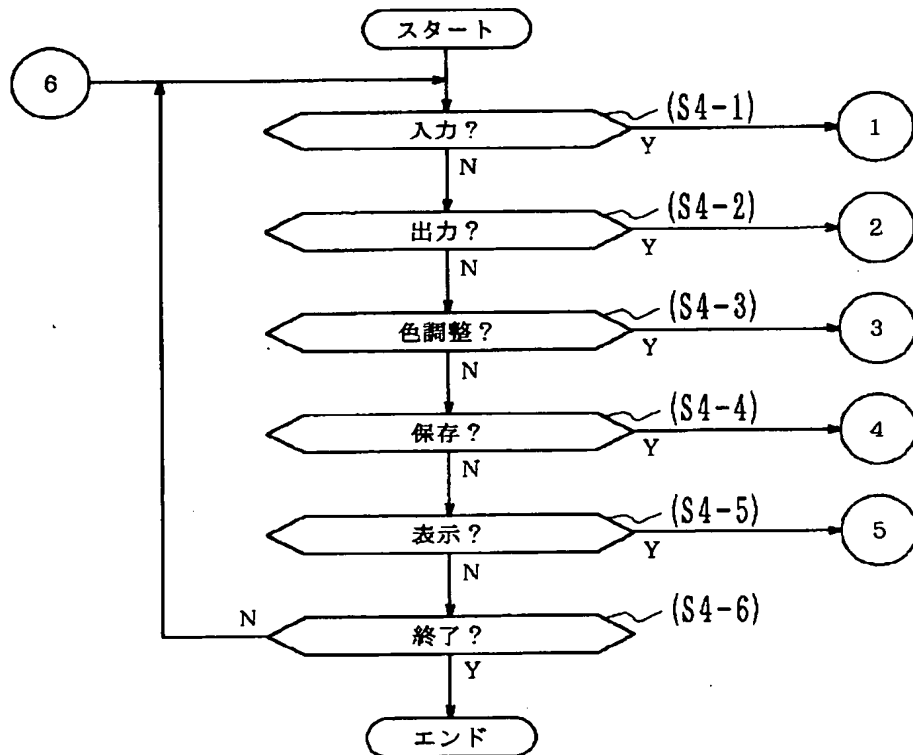 スタート
6
入力？
(S4-1)
Y
1
N
出力？
(S4-2)
Y
2
N
色調整？
(S4-3)
Y
3
N
保存？
(S4-4)
Y
4
N
表示？
(S4-5)
Y
5
N
終了？
(S4-6)
N
Y
エンド